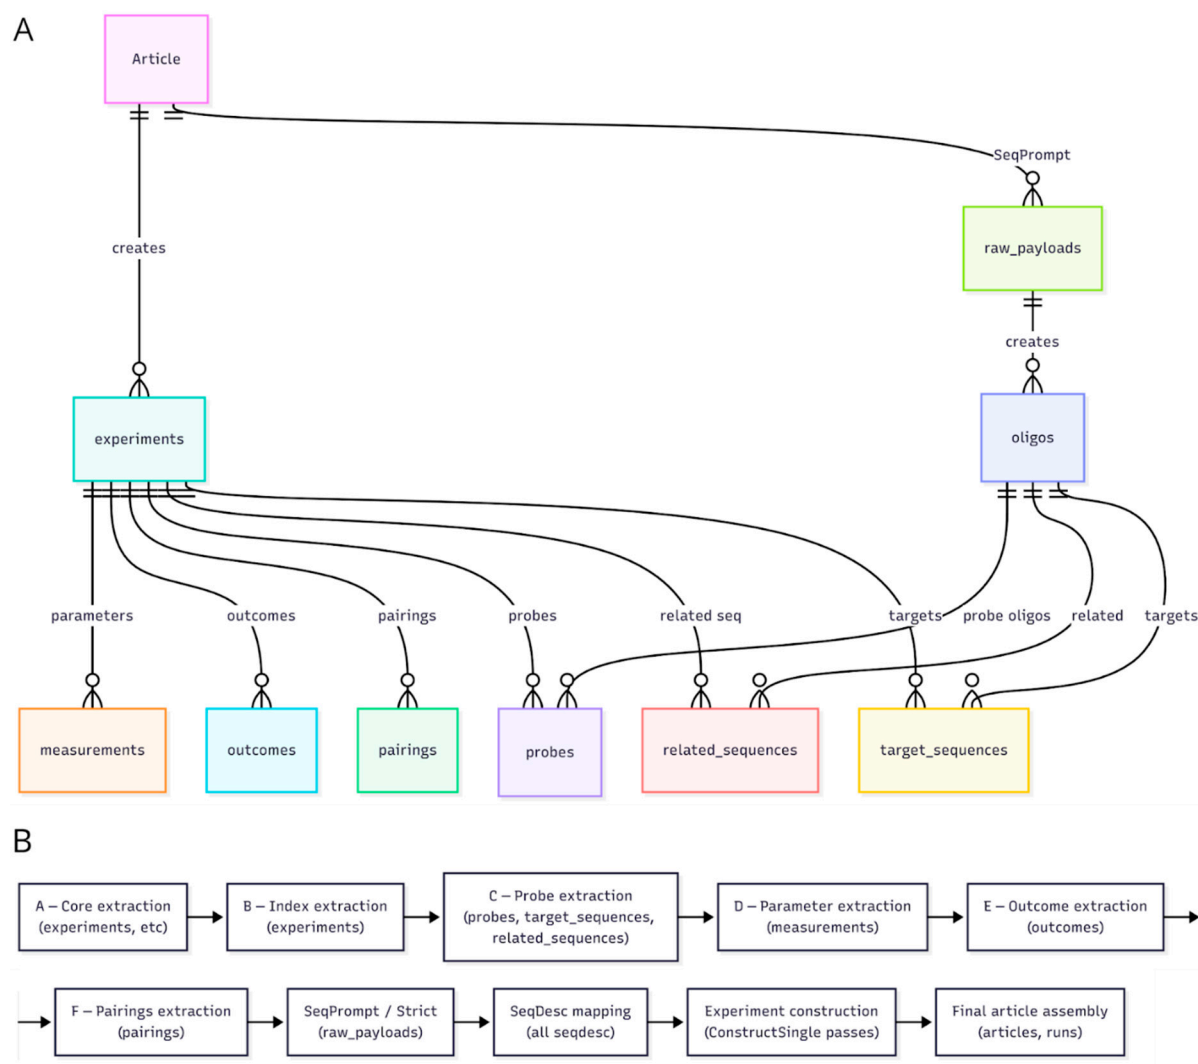 A
Article
SeqPrompt
raw_payloads
creates
creates
experiments
oligos
parameters
outcomes
pairings
probes
related seq
targets
probe oligos
related
targets
measurements
outcomes
pairings
probes
related_sequences
target_sequences
B
A – Core extraction
(experiments, etc)
B – Index extraction
(experiments)
C – Probe extraction
(probes, target_sequences,
related_sequences)
D – Parameter extraction
(measurements)
E – Outcome extraction
(outcomes)
F – Pairings extraction
(pairings)
SeqPrompt / Strict
(raw_payloads)
SeqDesc mapping
(all seqdesc)
Experiment construction
(ConstructSingle passes)
Final article assembly
(articles, runs)